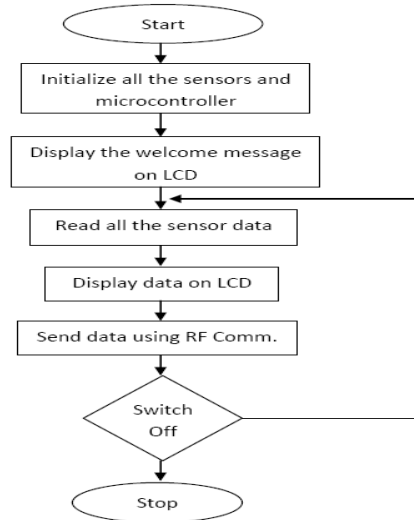 Start
Initialize all the sensors and
microcontroller
Display the welcome message
on LCD
Read all the sensor data
Display data on LCD
Send data using RF Comm.
Switch
Off
Stop